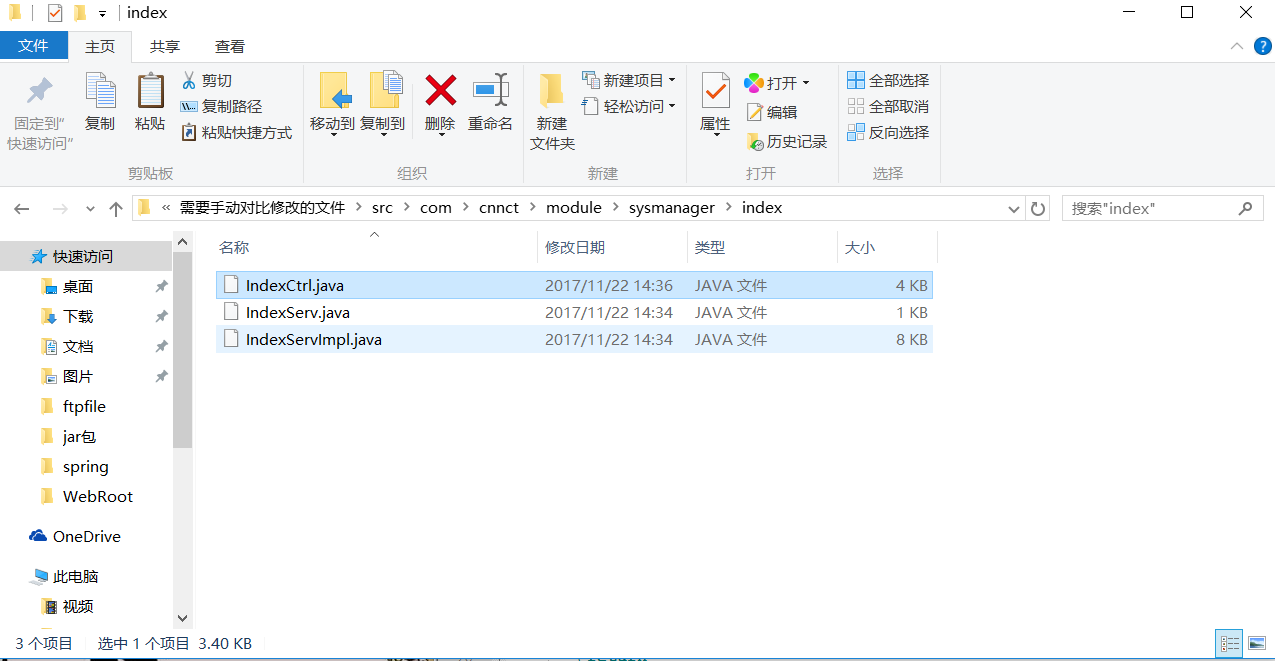 index
文件 主页 共享 查看
固定到"快速访问"
复制
粘贴
剪切
复制路径
粘贴快捷方式
剪贴板
移动到
复制到
删除
重命名
组织
新建文件夹
新建项目
轻松访问
新建
属性
打开
编辑
历史记录
打开
全部选择
全部取消
反向选择
选择
« 需要手动对比修改的文件 > src > com > cnnct > module > sysmanager > index
搜索"index"
快速访问
桌面
下载
文档
图片
ftpfile
jar包
spring
WebRoot
OneDrive
此电脑
视频
名称 修改日期 类型 大小
IndexCtrl.java 2017/11/22 14:36 JAVA 文件 4 KB
IndexServ.java 2017/11/22 14:34 JAVA 文件 1 KB
IndexServImpl.java 2017/11/22 14:34 JAVA 文件 8 KB
3 个项目 选中 1 个项目 3.40 KB